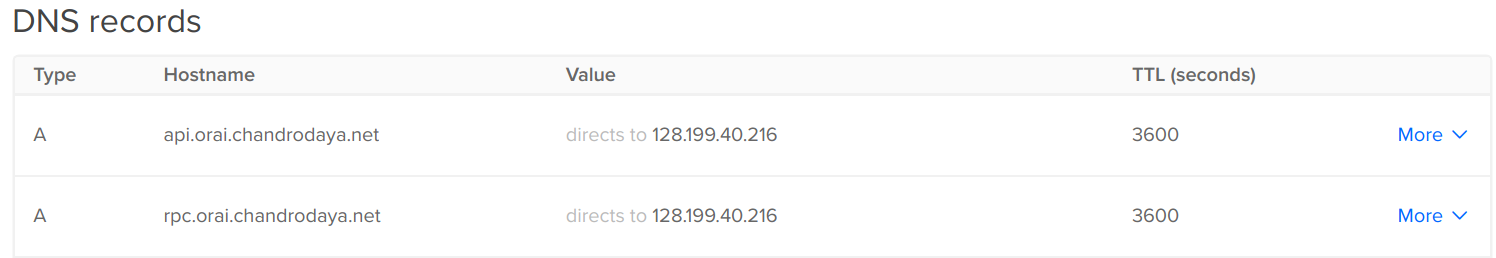 DNS records
Type Hostname Value TTL (seconds)
A api.orai.chandrodaya.net directs to 128.199.40.216 3600 More
A rpc.orai.chandrodaya.net directs to 128.199.40.216 3600 More